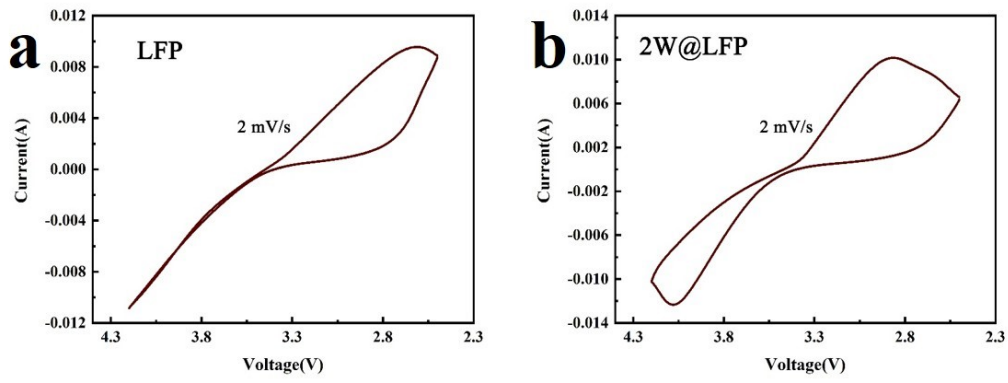 a
LFP
2 mV/s
Current(A)
0.012
0.008
0.004
0.000
-0.004
-0.008
-0.012
4.3 3.8 3.3 2.8 2.3
Voltage(V)
b
2W@LFP
2 mV/s
Current(A)
0.014
0.010
0.006
0.002
-0.002
-0.006
-0.010
-0.014
4.3 3.8 3.3 2.8 2.3
Voltage(V)